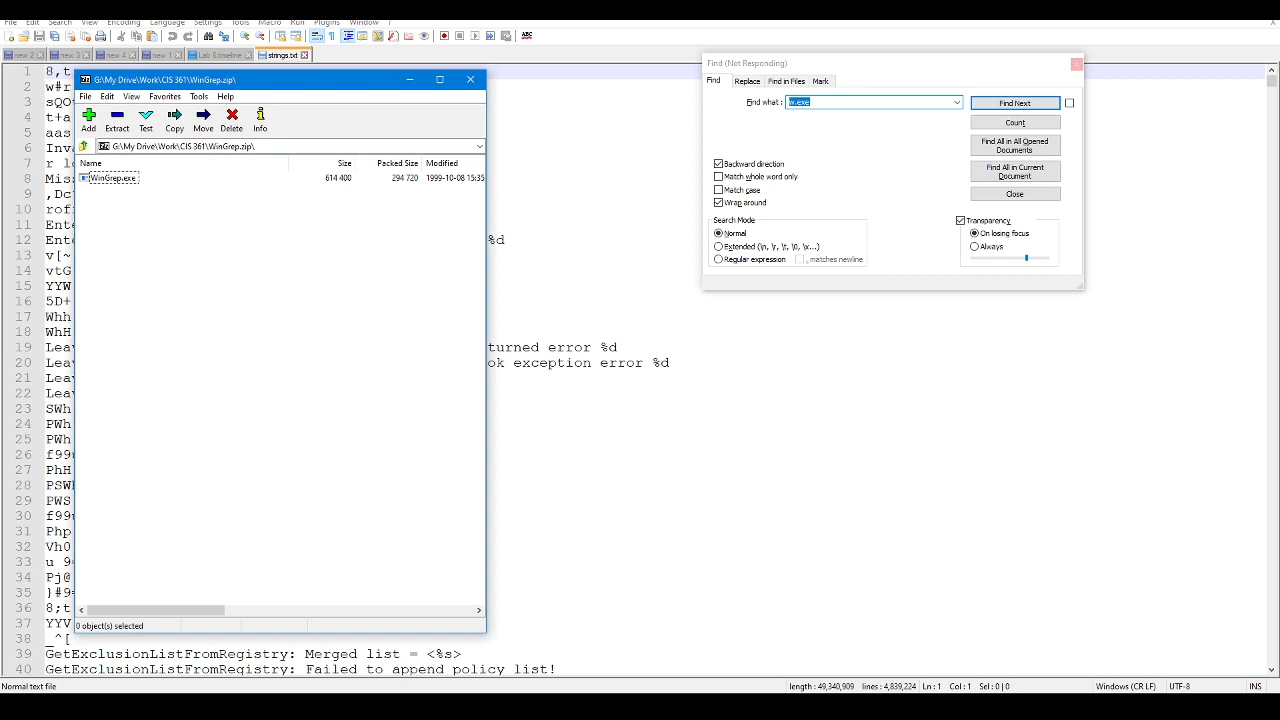 File Edit Search View Encoding Language Settings Tools Macro Run Plugins Window ?
new 2 new 3 new 4 new 1 Lab 6 timeline strings.txt
Find (Not Responding)
Find Replace Find in Files Mark
Find what : w.exe
Find Next
Count
Find All in All Opened Documents
Find All in Current Document
Close
Backward direction
Match whole word only
Match case
Wrap around
Search Mode
Normal
Extended (\n, \r, \t, \0, \x...)
Regular expression . matches newline
Transparency
On losing focus
Always
G:\My Drive\Work\CIS 361\WinGrep.zip\
File Edit View Favorites Tools Help
Add Extract Test Copy Move Delete Info
G:\My Drive\Work\CIS 361\WinGrep.zip\
Name Size Packed Size Modified
WinGrep.exe 614 400 294 720 1999-10-08 15:35
0 object(s) selected
1 8,t
2 w#r
3 sQO
4 t+a
5 aas
6 Inv
7 r l
8 Mis
9 ,Dc
10 rof
11 Ente
12 Ente %d
13 v[~
14 vtG
15 YYW
16 5D+
17 Whh
18 WhH
19 Lea turned error %d
20 Lea ok exception error %d
21 Lea
22 Lea
23 SWh
24 PWh
25 PWh
26 f99
27 PhH
28 PSW
29 PWS
30 f99
31 Php
32 Vh0
33 u 9
34 Pj@
35 }#9
36 8;t
37 YYV
38 _^[
39 GetExclusionListFromRegistry: Merged list = <%s>
40 GetExclusionListFromRegistry: Failed to append policy list!
Normal text file length : 49,340,909 lines : 4,839,224 Ln : 1 Col : 1 Sel : 0 | 0 Windows (CR LF) UTF-8 INS